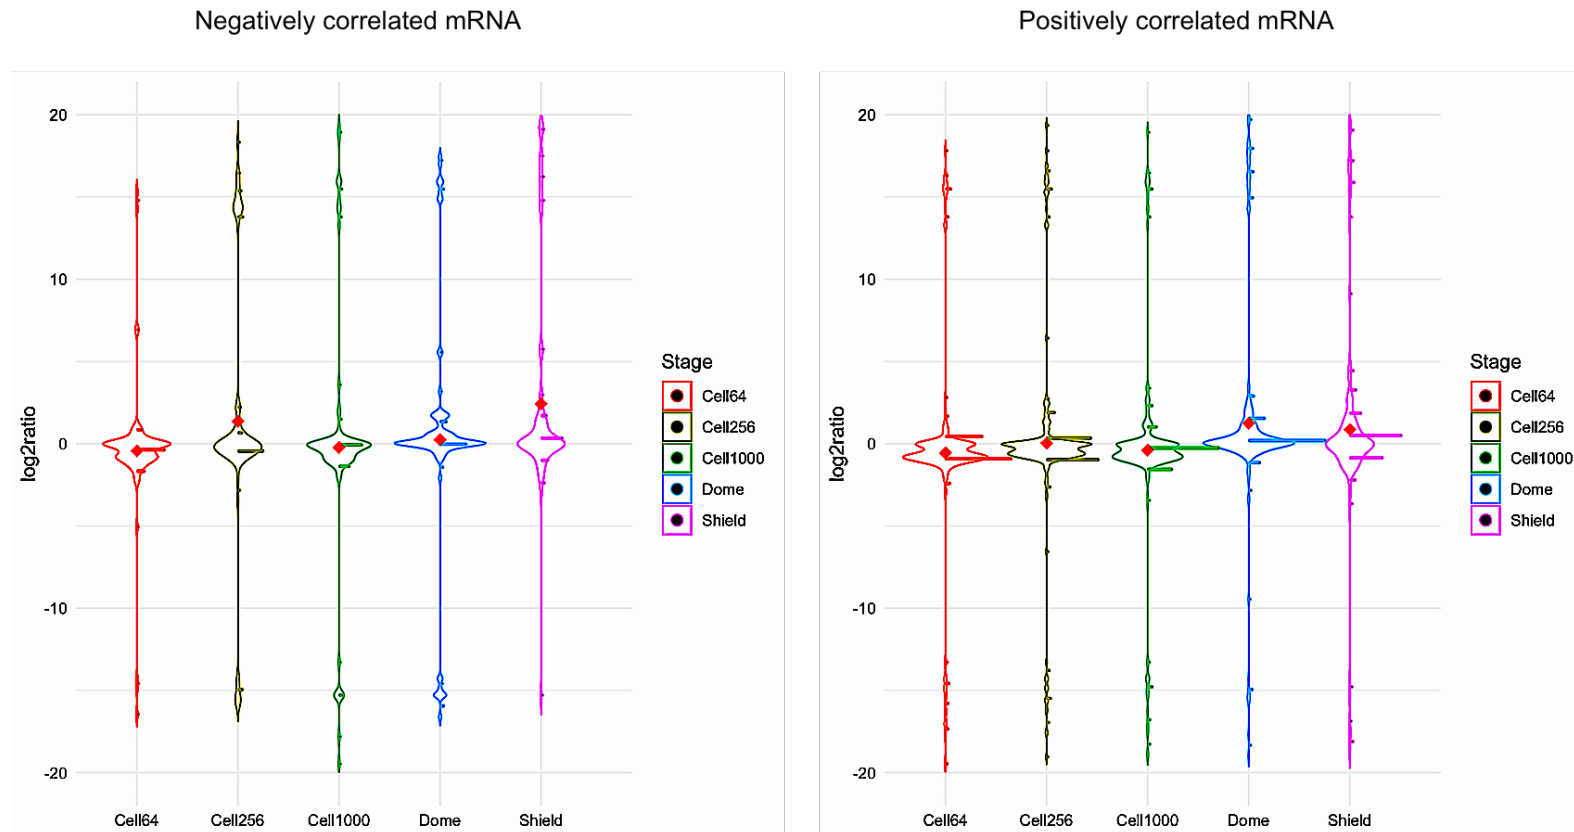 Negatively correlated mRNA
20
10
0
-10
-20
log2ratio
Cell64
Cell256
Cell1000
Dome
Shield
Stage
Cell64
Cell256
Cell1000
Dome
Shield
Positively correlated mRNA
20
10
0
-10
-20
log2ratio
Cell64
Cell256
Cell1000
Dome
Shield
Stage
Cell64
Cell256
Cell1000
Dome
Shield